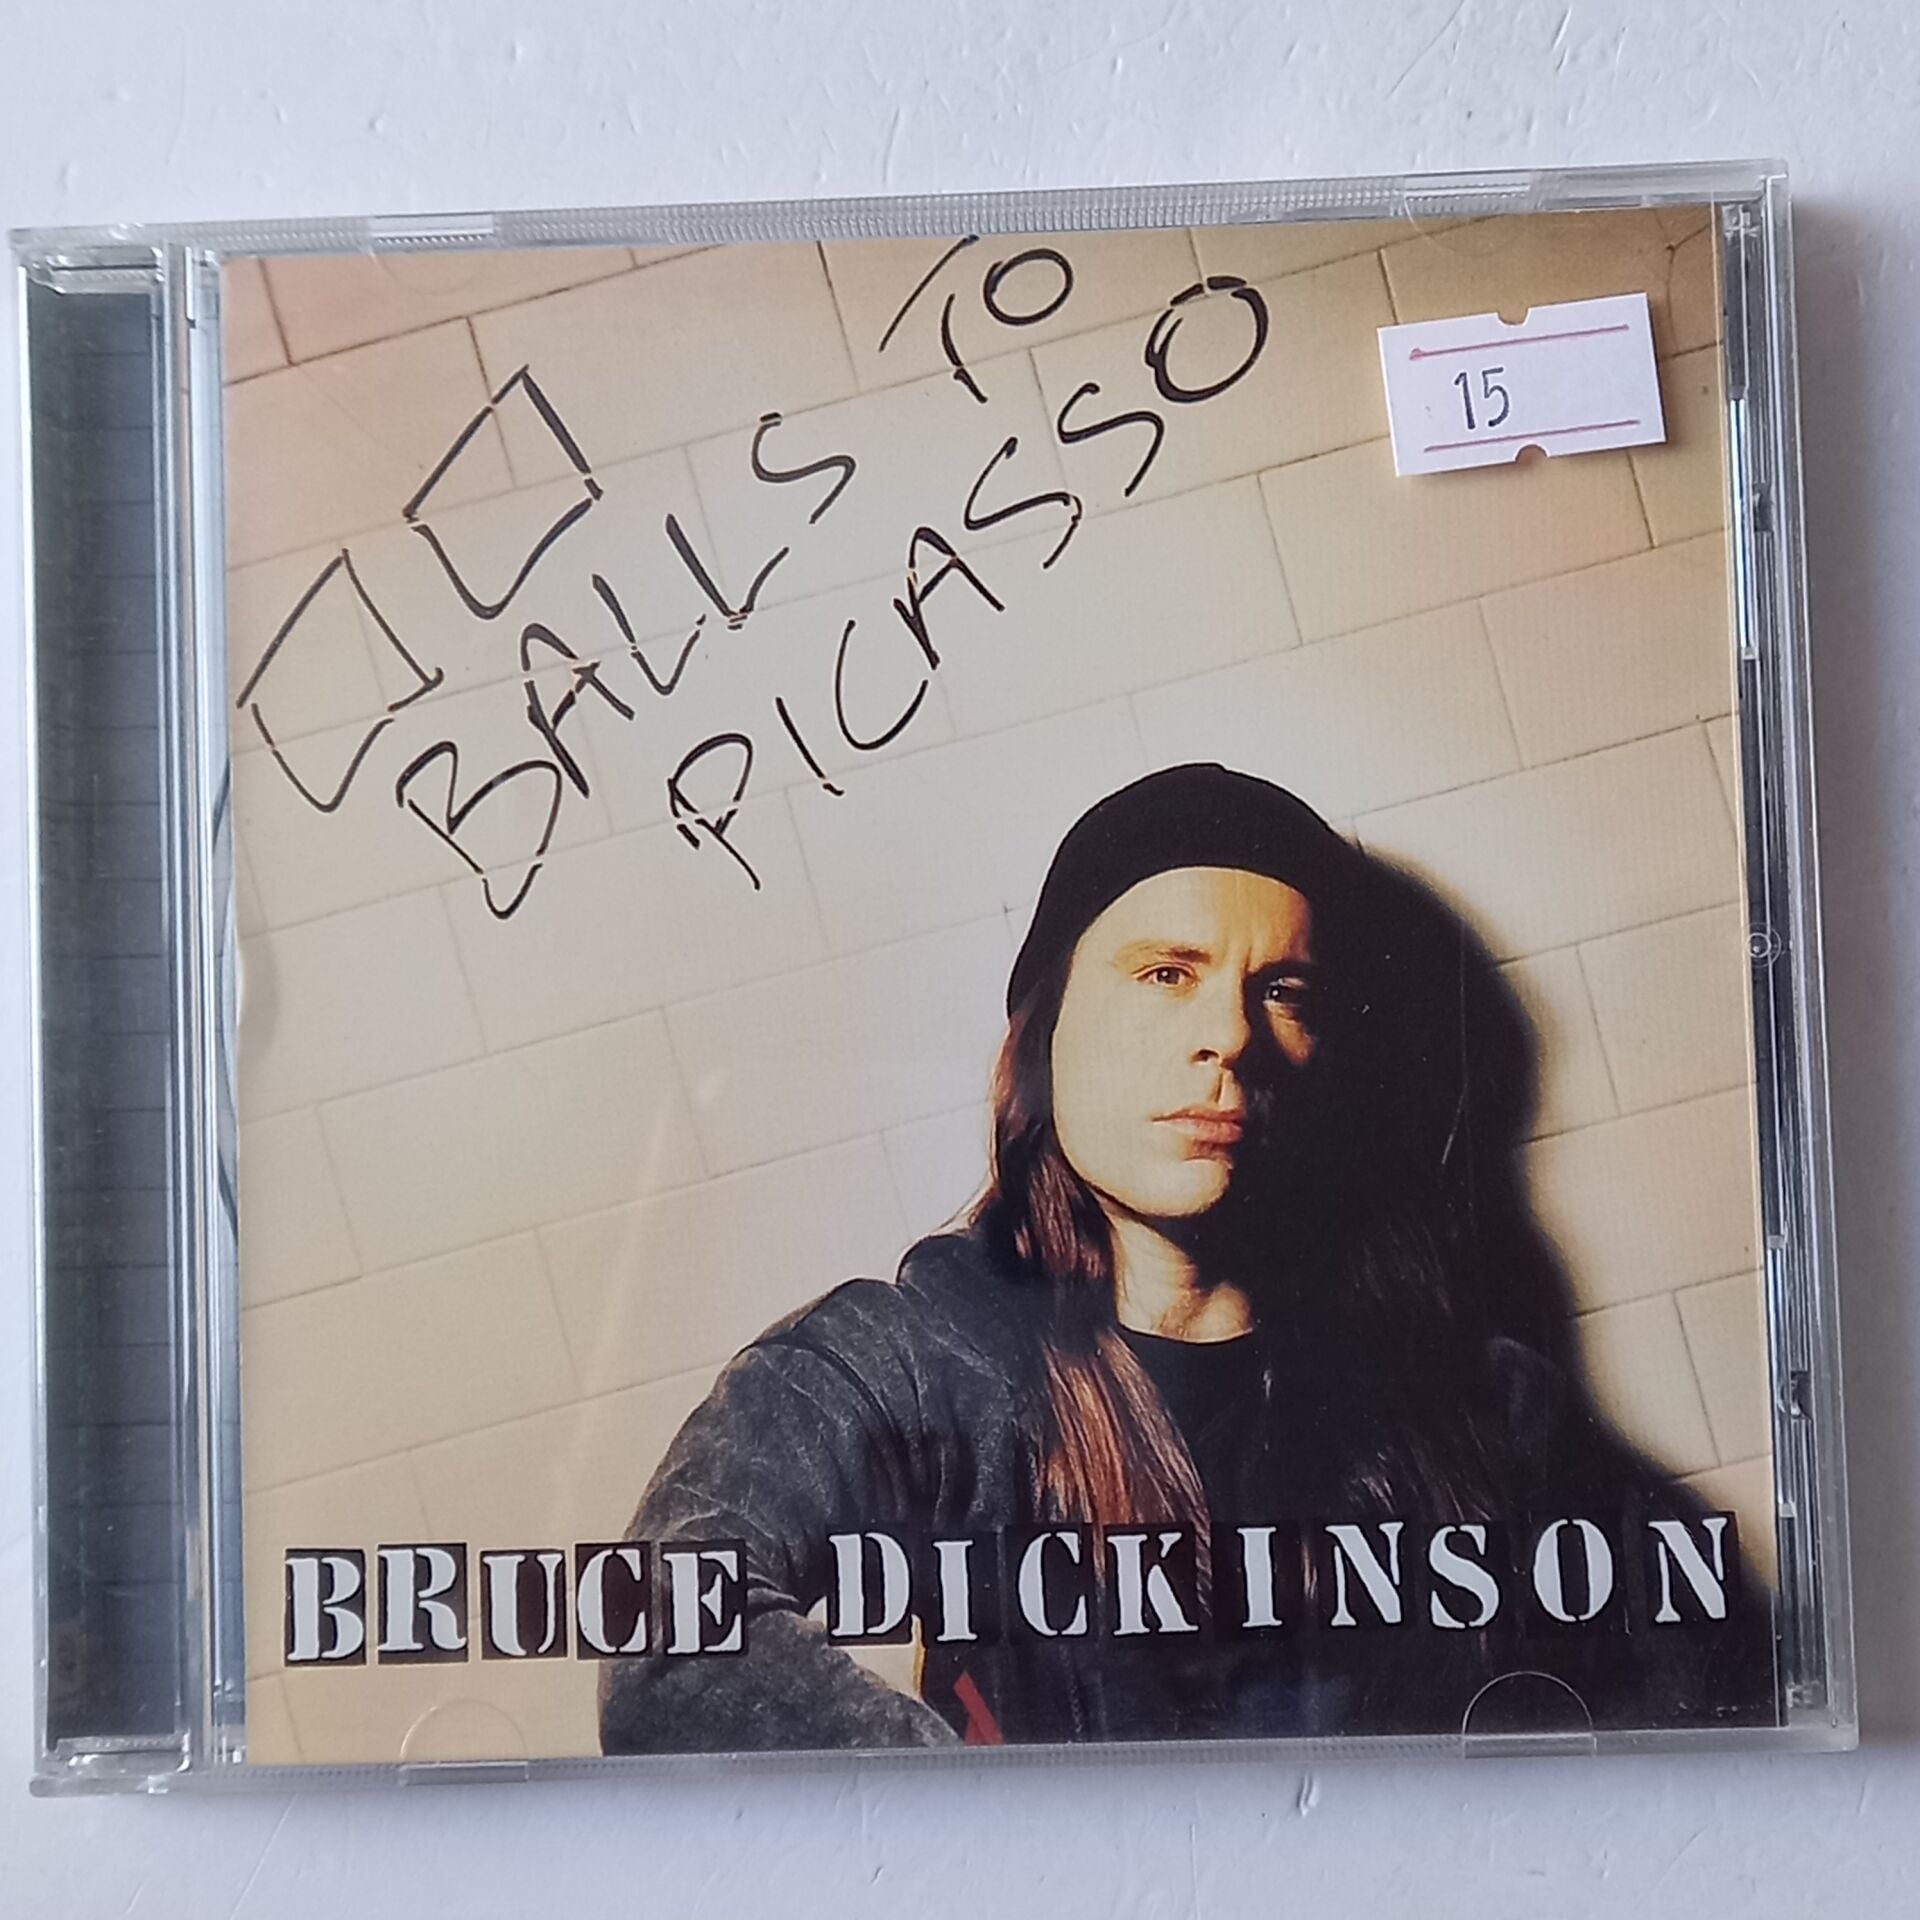 BALLS TO
PICASSO
15
BRUCE DICKINSON